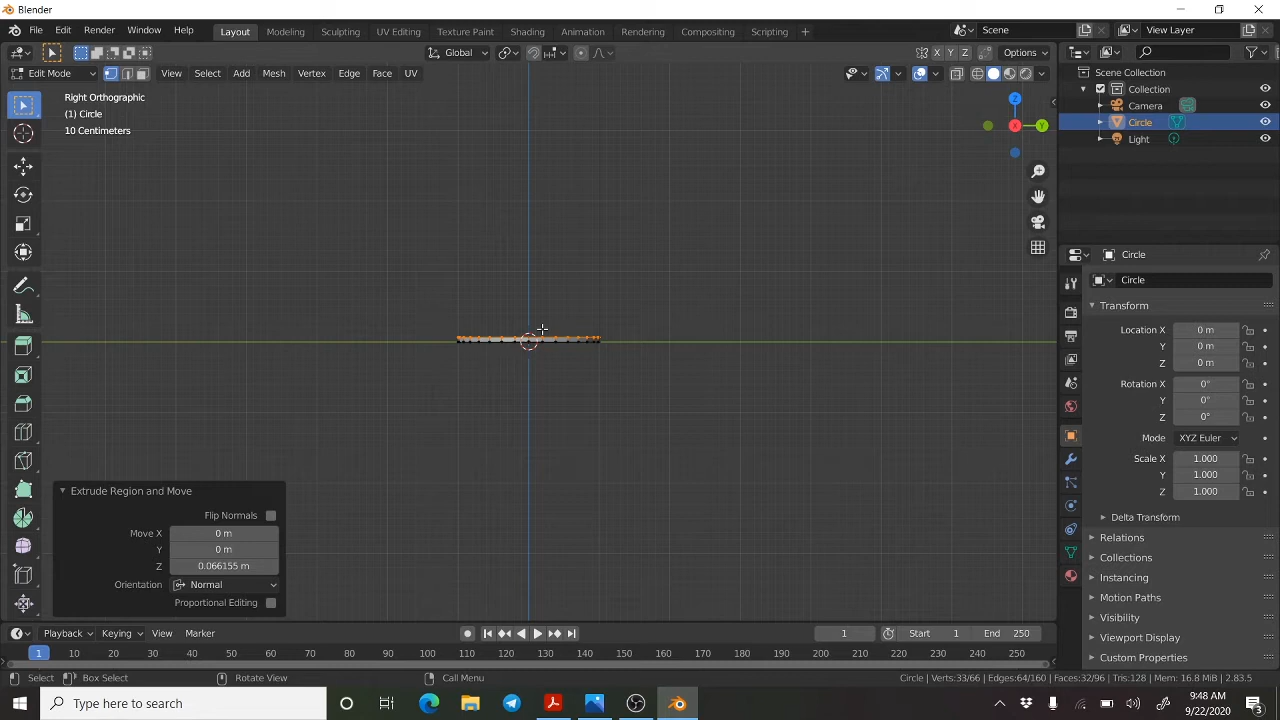 Blender
File Edit Render Window Help Layout Modeling Sculpting UV Editing Texture Paint Shading Animation Rendering Compositing Scripting + Scene View Layer
Global X Y Z Options
Edit Mode View Select Add Mesh Vertex Edge Face UV
Scene Collection
Collection
Camera
Circle
Light
Right Orthographic
(1) Circle
10 Centimeters
Z
X Y
Circle
Circle
Transform
Location X 0 m
Y 0 m
Z 0 m
Rotation X 0°
Y 0°
Z 0°
Mode XYZ Euler
Scale X 1.000
Y 1.000
Z 1.000
Delta Transform
Relations
Collections
Instancing
Motion Paths
Visibility
Viewport Display
Custom Properties
Extrude Region and Move
Flip Normals
Move X 0 m
Y 0 m
Z 0.066155 m
Orientation Normal
Proportional Editing
Playback Keying View Marker 1 Start 1 End 250
1 10 20 30 40 50 60 70 80 90 100 110 120 130 140 150 160 170 180 190 200 210 220 230 240 250
Select Box Select Rotate View Call Menu Circle | Verts:33/66 | Edges:64/160 | Faces:32/96 | Tris:128 | Mem: 16.8 MiB | 2.83.5
Type here to search
9:48 AM
9/22/2020
3